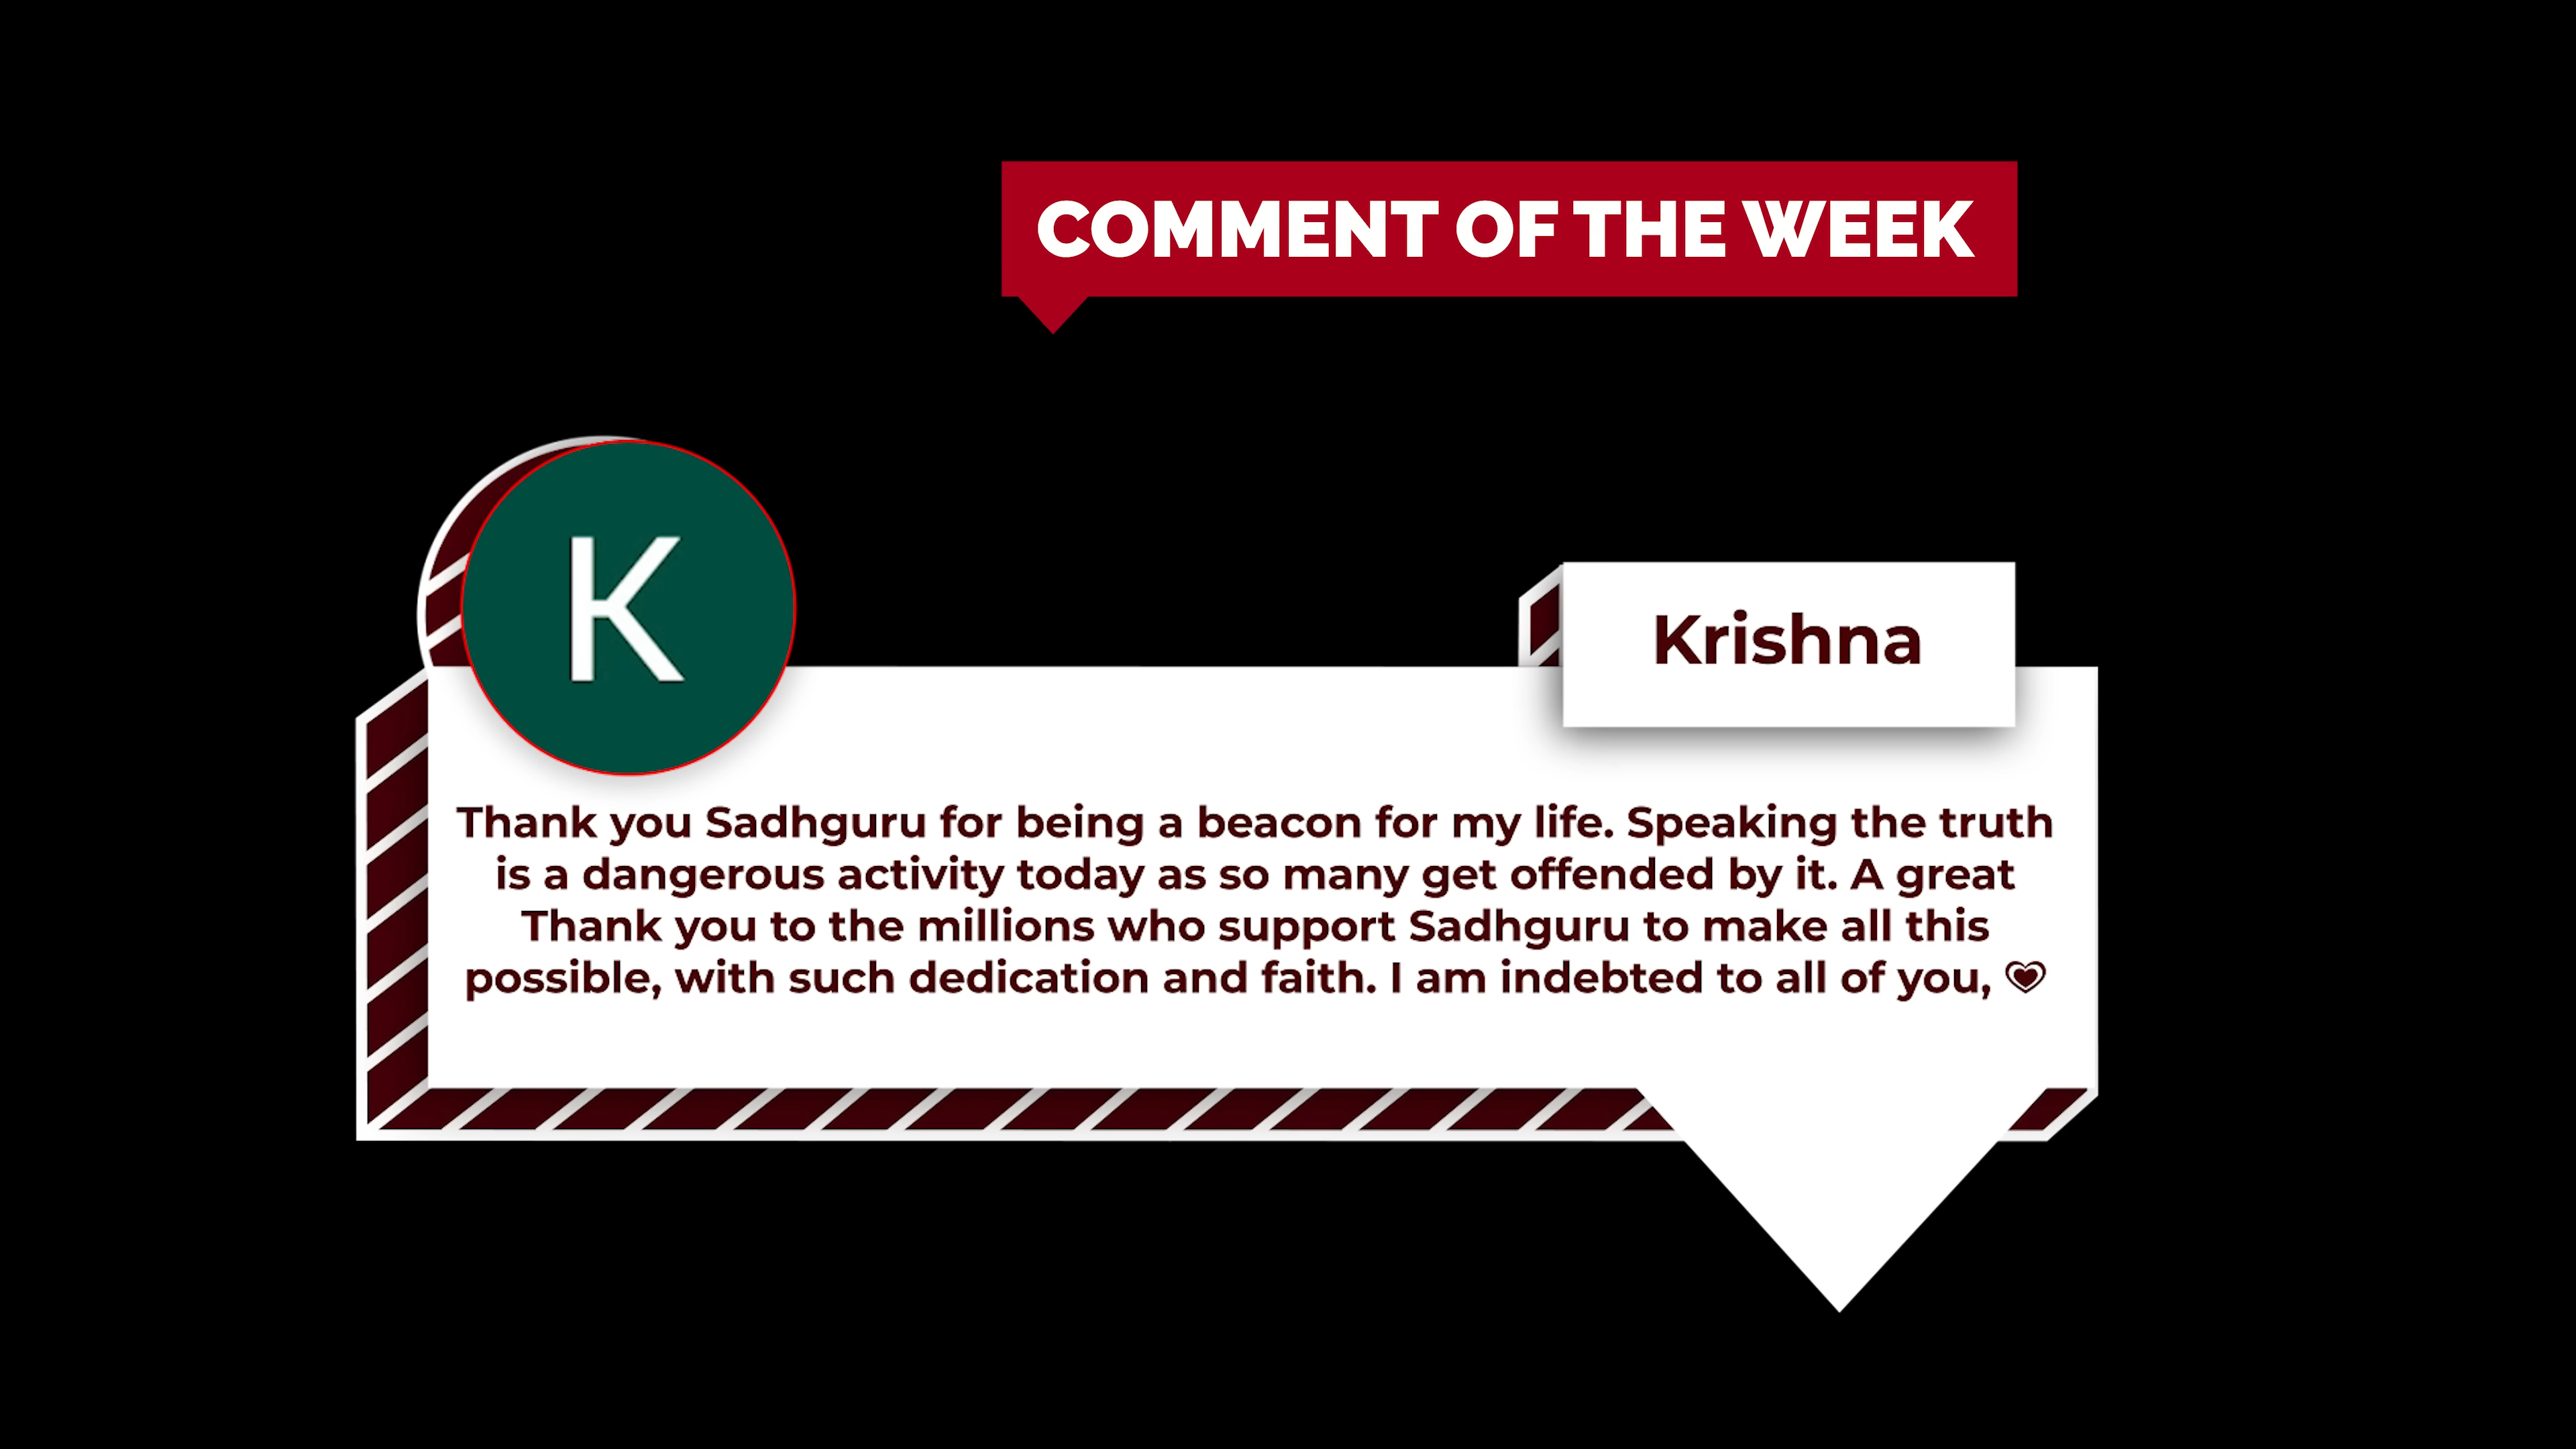 COMMENT OF THE WEEK
K
Krishna
Thank you Sadhguru for being a beacon for my life. Speaking the truth
is a dangerous activity today as so many get offended by it. A great
Thank you to the millions who support Sadhguru to make all this
possible, with such dedication and faith. I am indebted to all of you, 💗